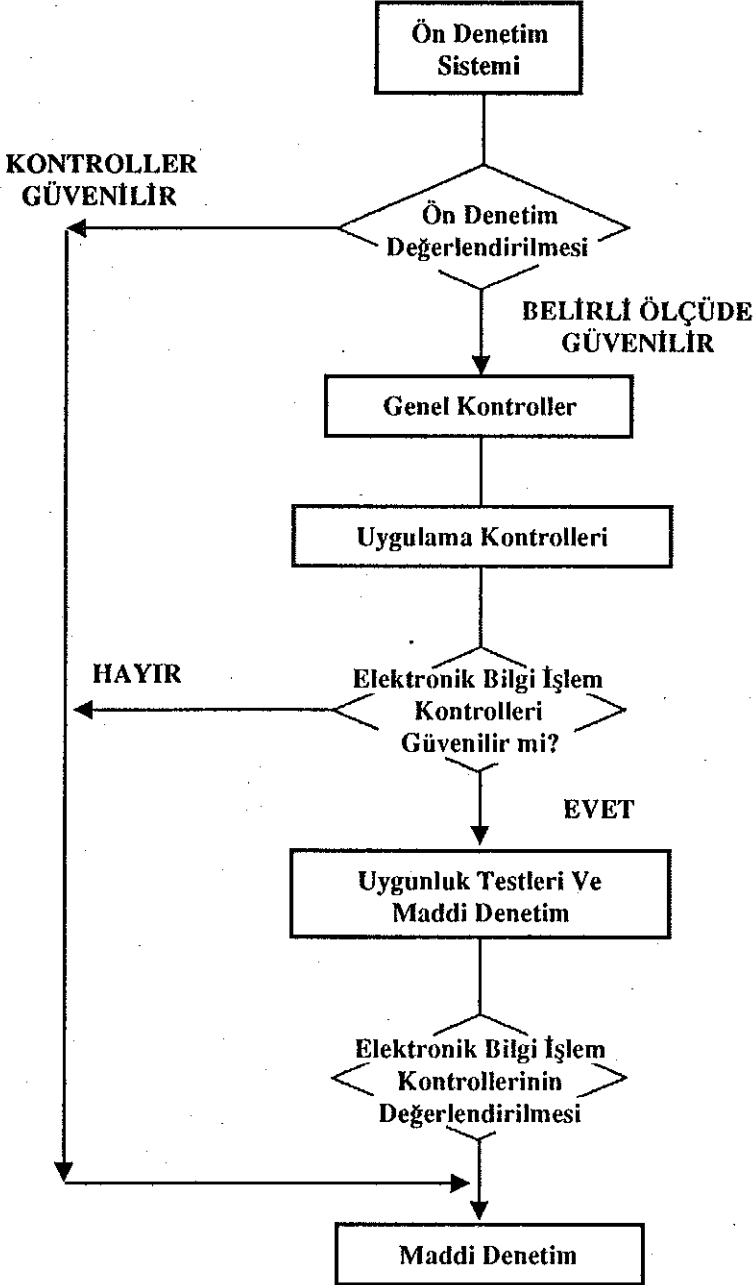 Ön Denetim
Sistemi
KONTROLLER
GÜVENİLİR
Ön Denetim
Değerlendirilmesi
BELİRLİ ÖLÇÜDE
GÜVENİLİR
Genel Kontroller
Uygulama Kontrolleri
HAYIR
Elektronik Bilgi İşlem
Kontrolleri
Güvenilir mi?
EVET
Uygunluk Testleri Ve
Maddi Denetim
Elektronik Bilgi İşlem
Kontrollerinin
Değerlendirilmesi
Maddi Denetim